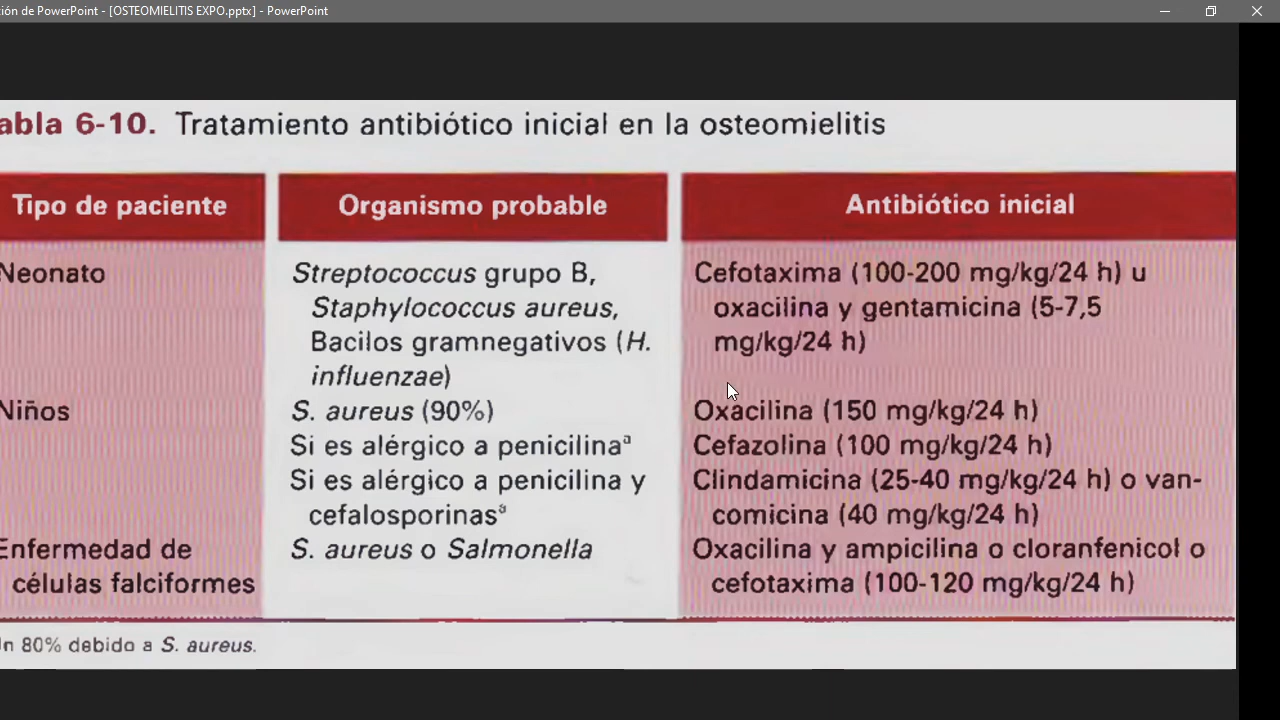 ión de PowerPoint - [OSTEOMIELITIS EXPO.pptx] - PowerPoint
abla 6-10. Tratamiento antibiótico inicial en la osteomielitis
Tipo de paciente Organismo probable Antibiótico inicial
Neonato Streptococcus grupo B, Cefotaxima (100-200 mg/kg/24 h) u
Staphylococcus aureus, oxacilina y gentamicina (5-7,5
Bacilos gramnegativos (H. mg/kg/24 h)
influenzae)
Niños S. aureus (90%) Oxacilina (150 mg/kg/24 h)
Si es alérgico a penicilinaª Cefazolina (100 mg/kg/24 h)
Si es alérgico a penicilina y Clindamicina (25-40 mg/kg/24 h) o van-
cefalosporinasª comicina (40 mg/kg/24 h)
Enfermedad de S. aureus o Salmonella Oxacilina y ampicilina o cloranfenicol o
células falciformes cefotaxima (100-120 mg/kg/24 h)
n 80% debido a S. aureus.